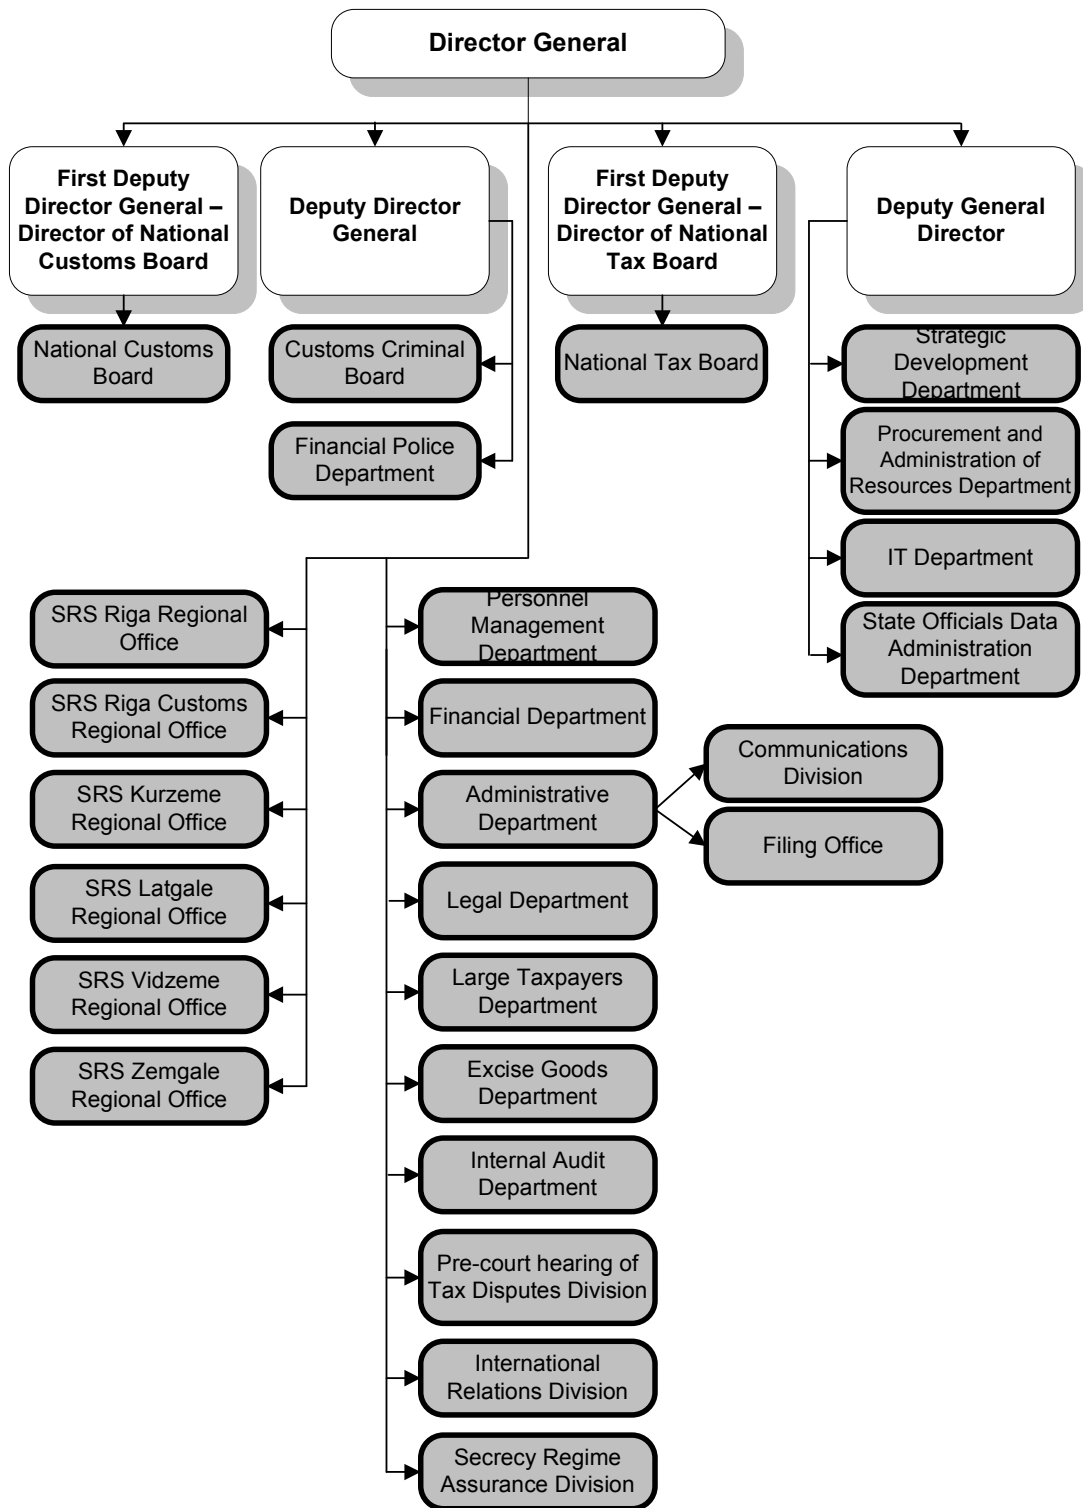 Director General
First Deputy
Director General –
Director of National
Customs Board
Deputy Director
General
First Deputy
Director General –
Director of National
Tax Board
Deputy General
Director
National Customs
Board
Customs Criminal
Board
Financial Police
Department
National Tax Board
Strategic
Development
Department
Procurement and
Administration of
Resources Department
IT Department
State Officials Data
Administration
Department
SRS Riga Regional
Office
SRS Riga Customs
Regional Office
SRS Kurzeme
Regional Office
SRS Latgale
Regional Office
SRS Vidzeme
Regional Office
SRS Zemgale
Regional Office
Personnel
Management
Department
Financial Department
Administrative
Department
Communications
Division
Filing Office
Legal Department
Large Taxpayers
Department
Excise Goods
Department
Internal Audit
Department
Pre-court hearing of
Tax Disputes Division
International
Relations Division
Secrecy Regime
Assurance Division